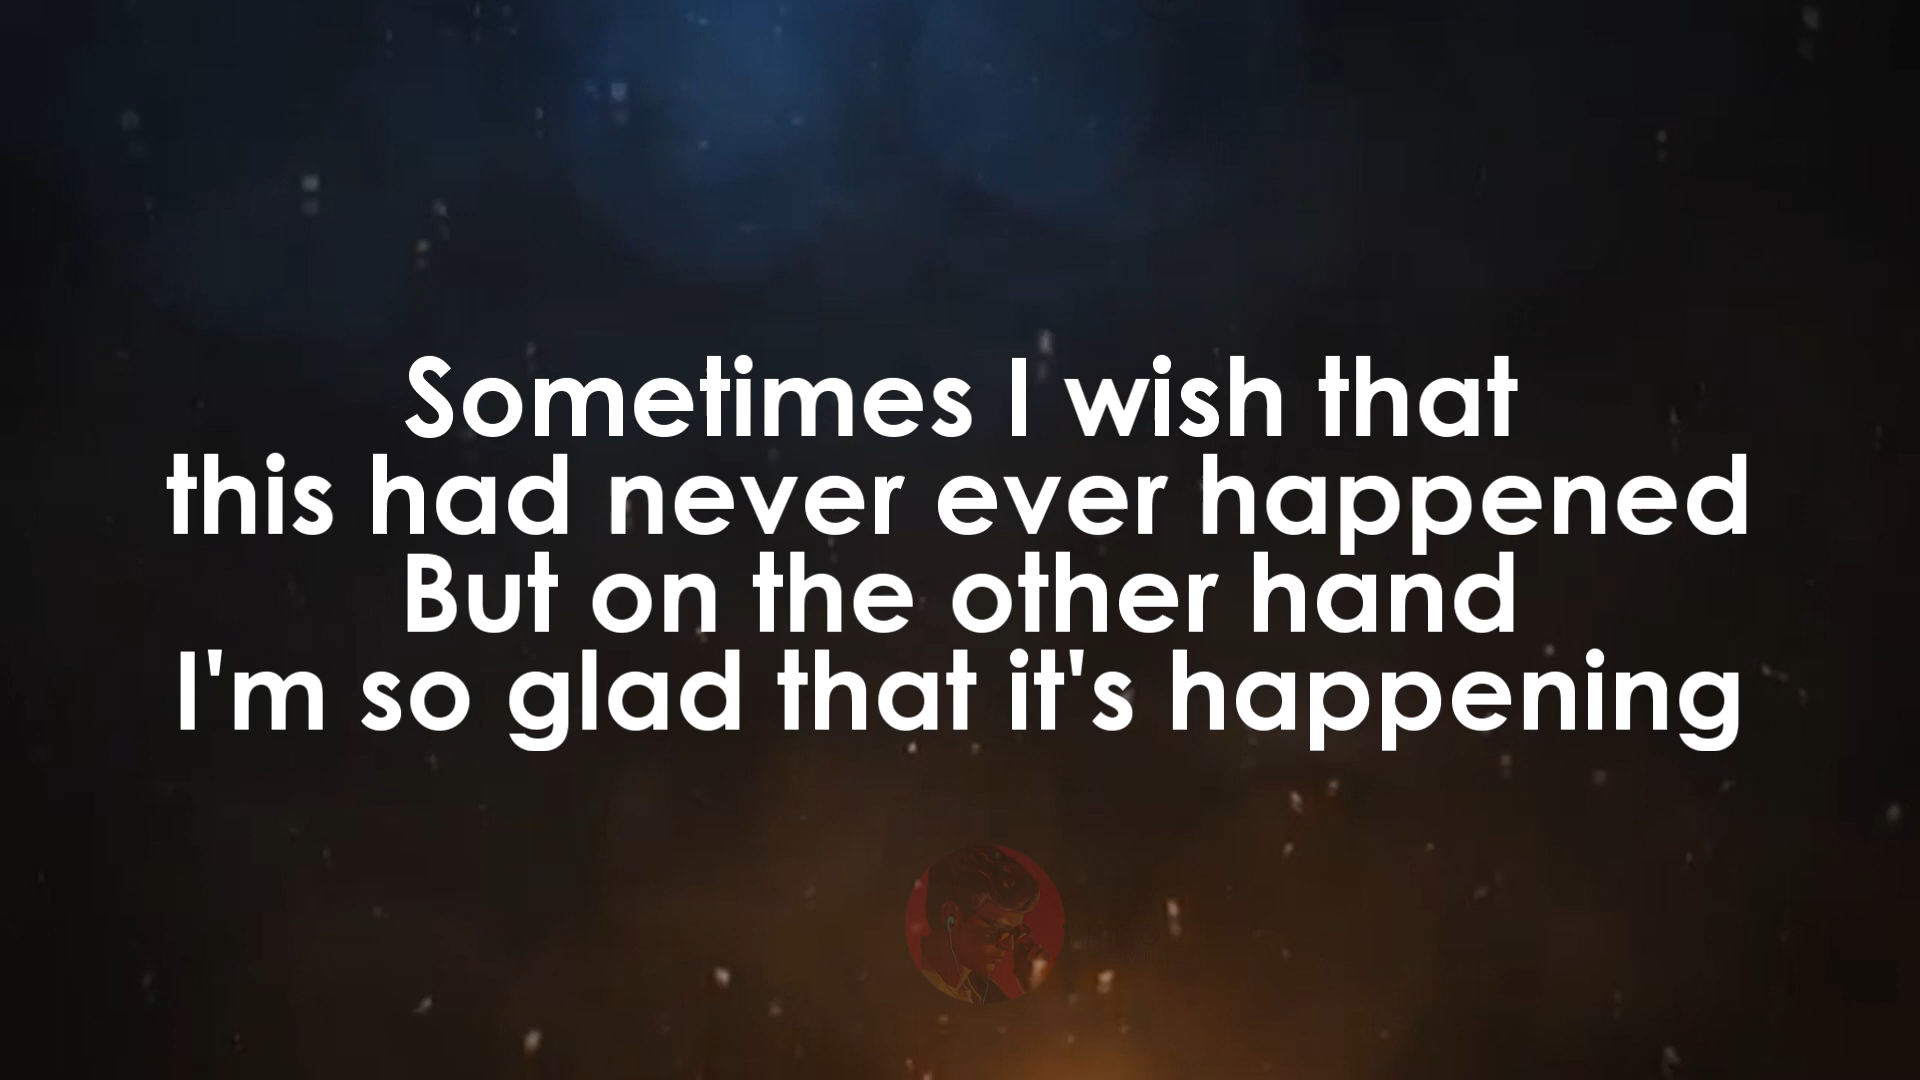 Sometimes I wish that
this had never ever happened
But on the other hand
I'm so glad that it's happening